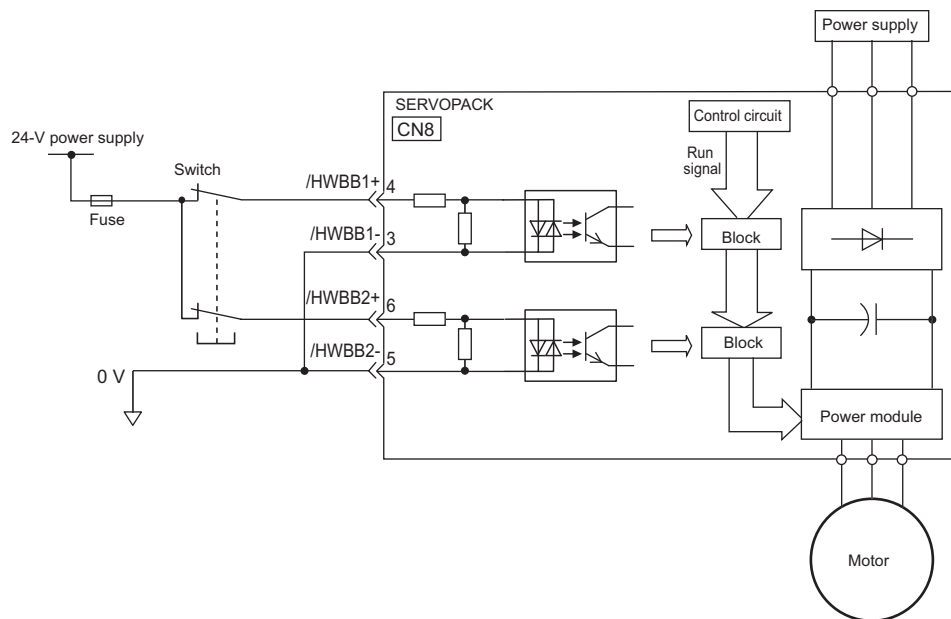 Power supply
SERVOPACK
CN8
Control circuit
24-V power supply
Run
signal
Switch
/HWBB1+
4
Fuse
/HWBB1-
3
Block
/HWBB2+
6
/HWBB2-
5
Block
0 V
Power module
Motor